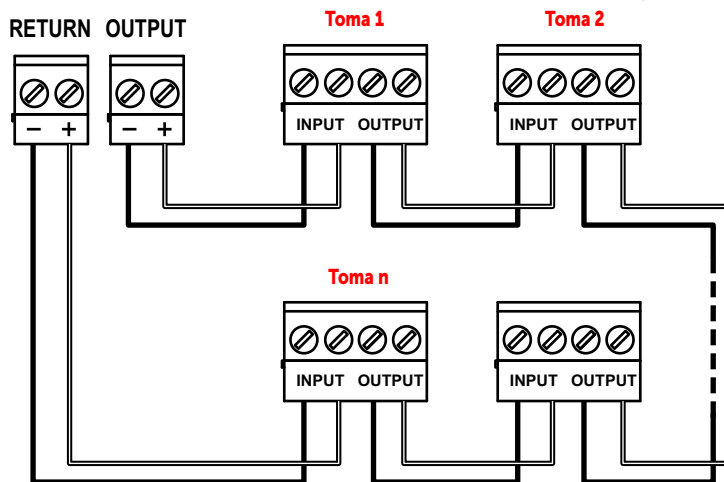 Toma 1
Toma 2
RETURN OUTPUT
− + − +
INPUT OUTPUT
INPUT OUTPUT
Toma n
INPUT OUTPUT
INPUT OUTPUT